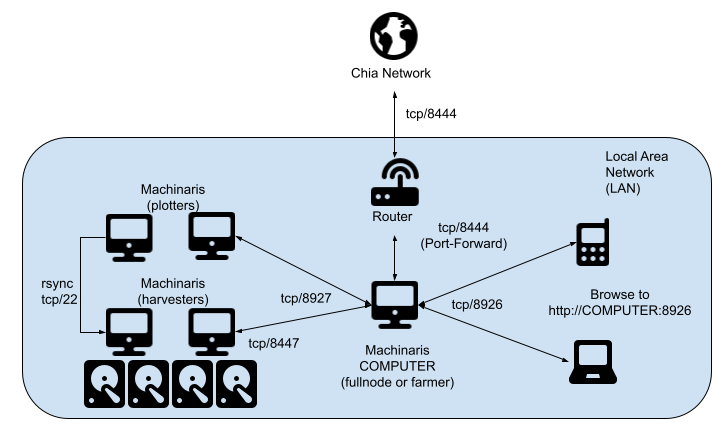 Chia Network
tcp/8444
Local Area
Network
(LAN)
Machinaris
(plotters)
Router
tcp/8444
(Port-Forward)
rsync
tcp/22
Machinaris
(harvesters)
tcp/8927
tcp/8926
Browse to
http://COMPUTER:8926
tcp/8447
Machinaris
COMPUTER
(fullnode or farmer)